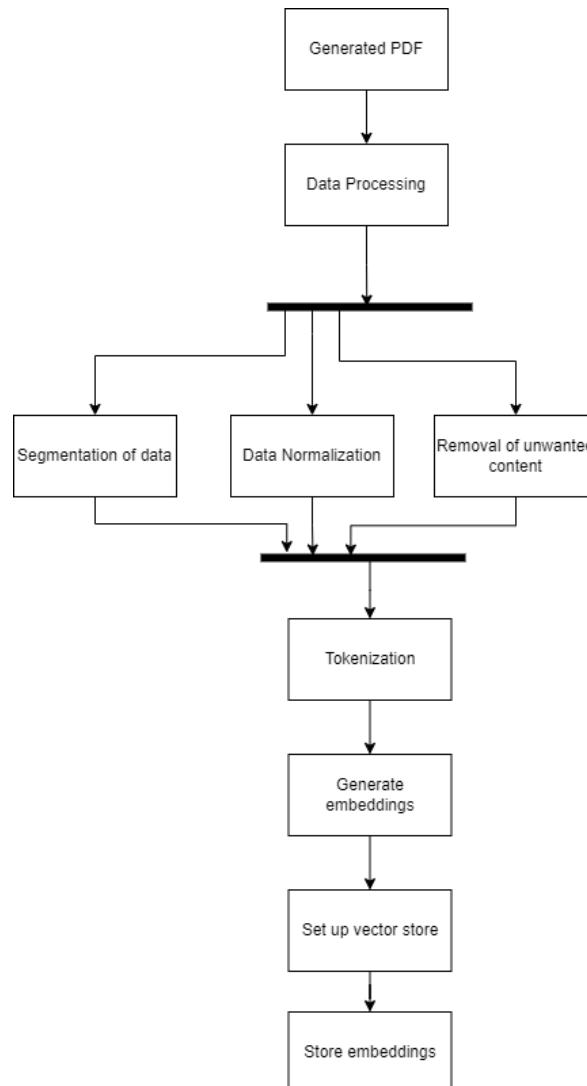 Generated PDF
Data Processing
Segmentation of data
Data Normalization
Removal of unwanted
content
Tokenization
Generate
embeddings
Set up vector store
Store embeddings